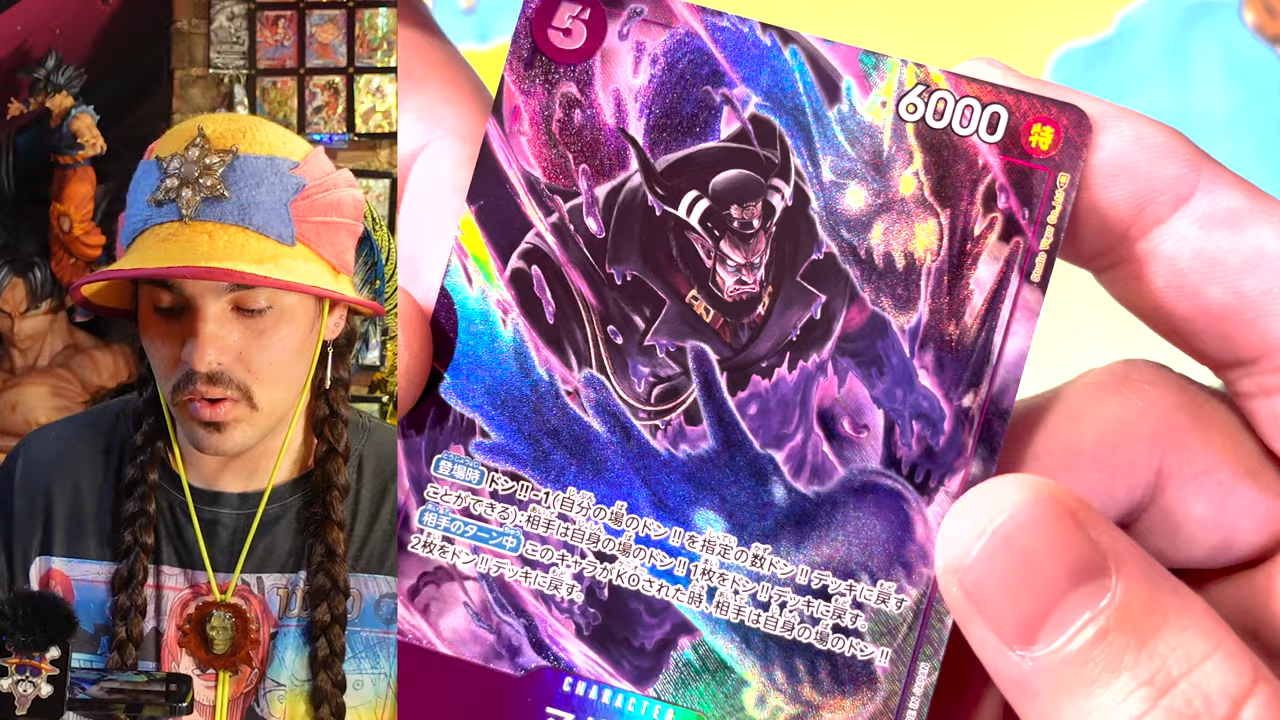 5
6000
特
登場時 ドン!!-1(自分の場のドン!!を指定の数ドン!!デッキに戻す
ことができる):相手は自身の場のドン!!1枚をドン!!デッキに戻す。
相手のターン中 このキャラがKOされた時、相手は自身の場のドン!!
2枚をドン!!デッキに戻す。
CHARACTER